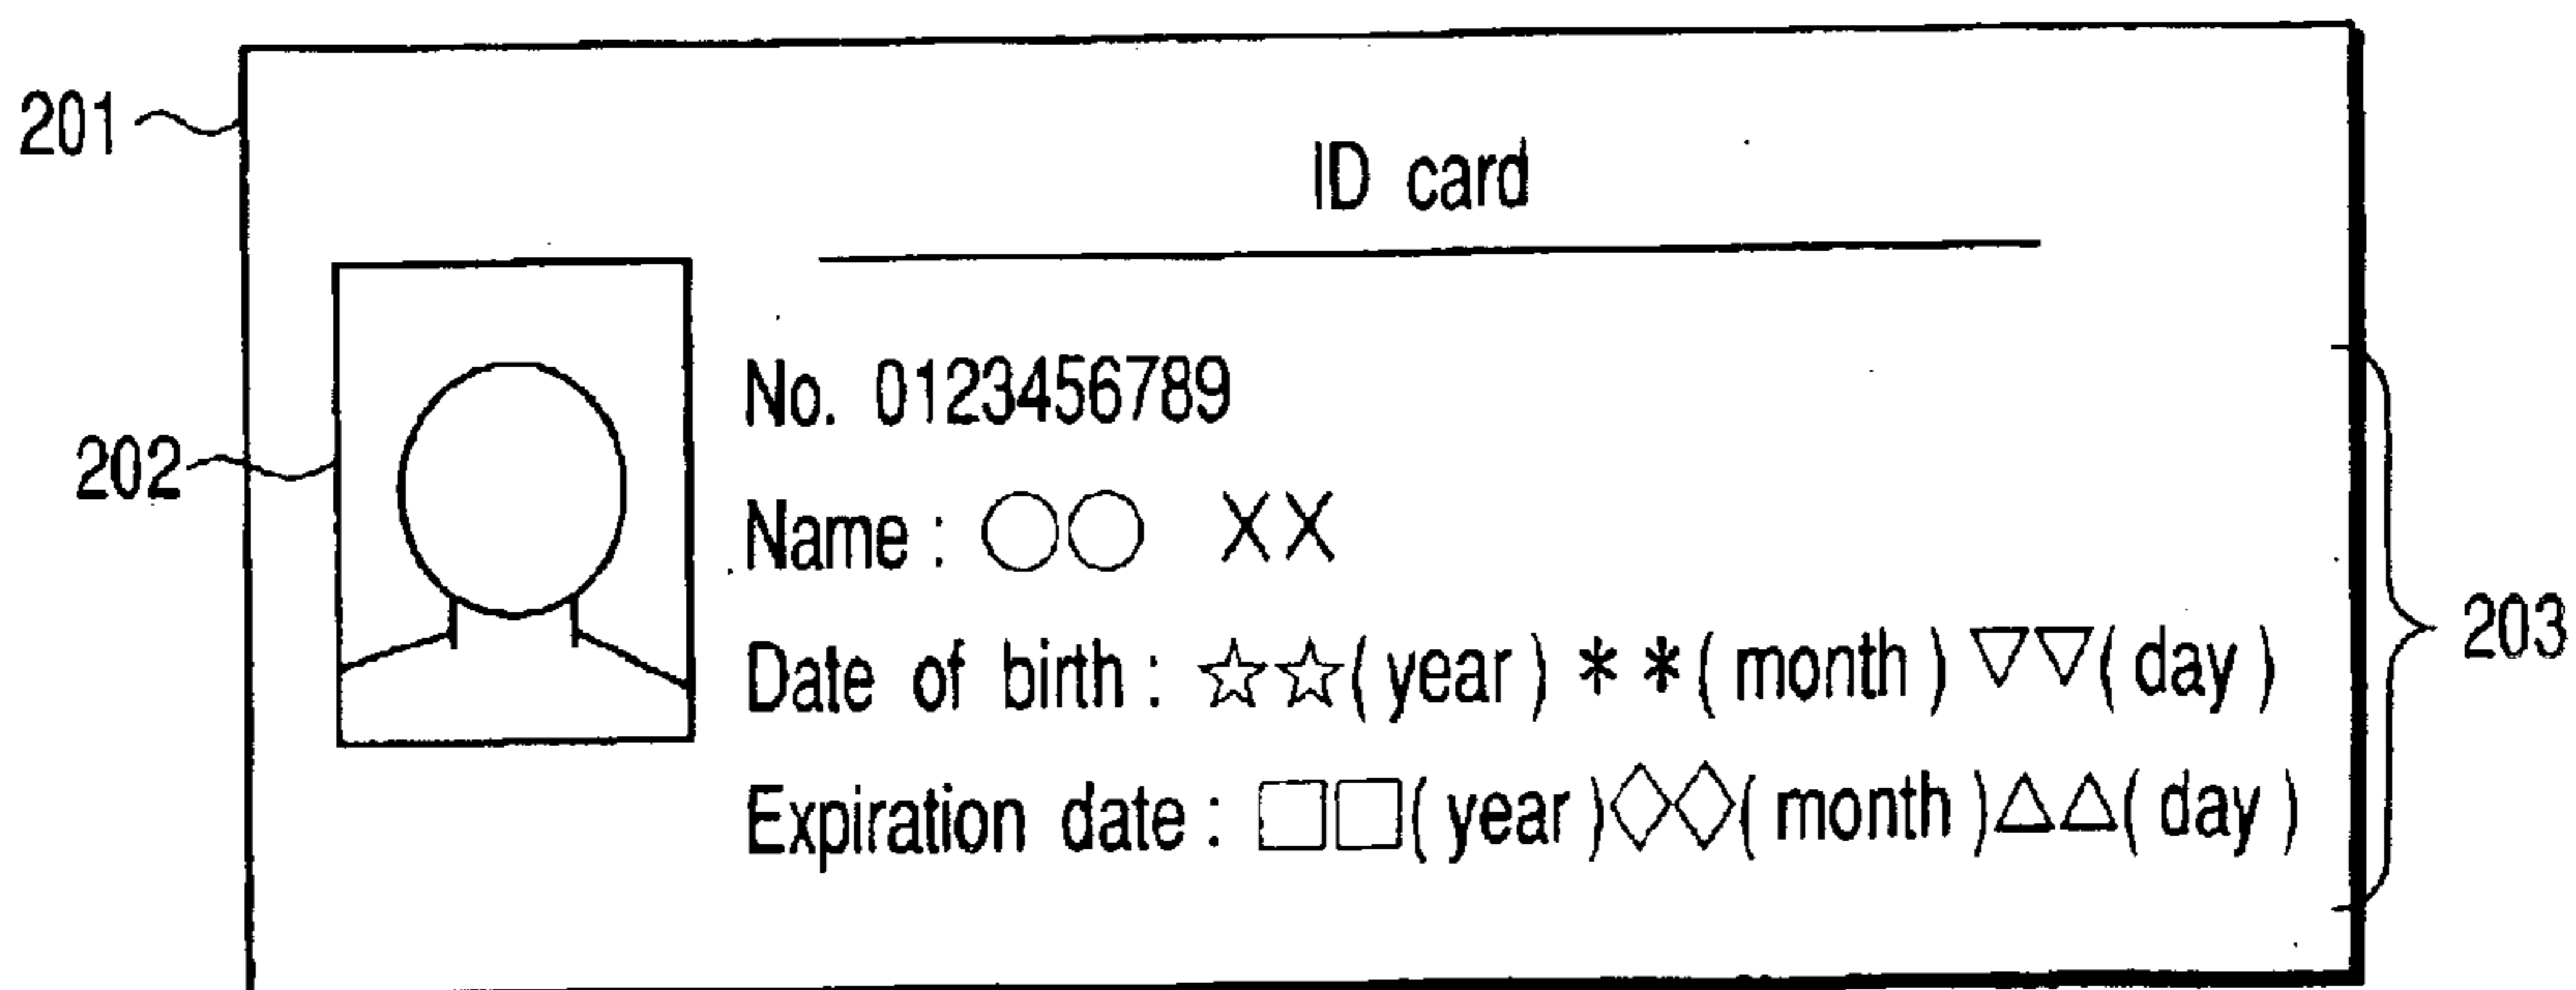 201
ID card
No. 0123456789
202
Name : ○○ XX
Date of birth : ☆☆( year ) * *( month ) ▽▽( day )
203
Expiration date : □□( year )◇◇( month )△△( day )